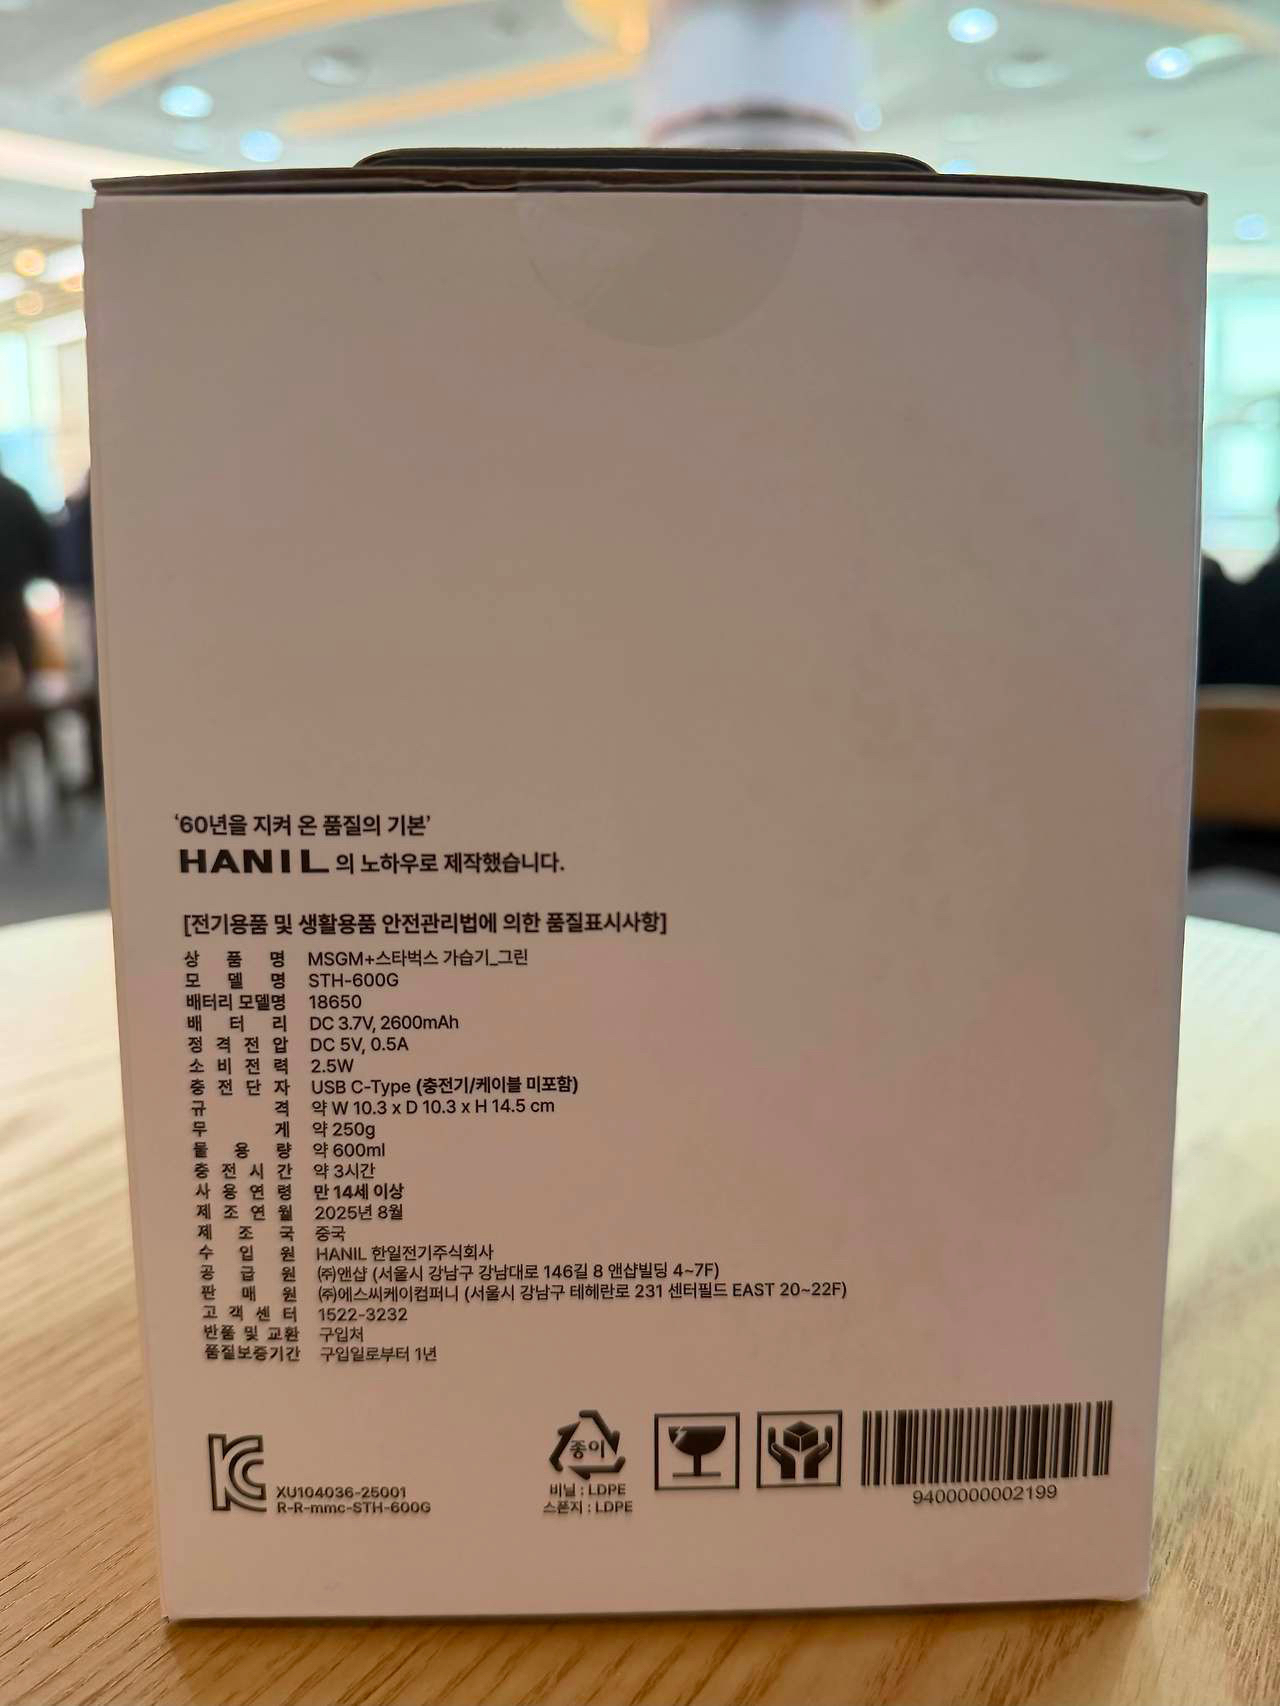 ‘60년을 지켜 온 품질의 기본’
HANIL의 노하우로 제작했습니다.
[전기용품 및 생활용품 안전관리법에 의한 품질표시사항]
상품명 MSGM+스타벅스 가습기_그린
모델명 STH-600G
배터리 모델명 18650
배터리 DC 3.7V, 2600mAh
정격전압 DC 5V, 0.5A
소비전력 2.5W
충전단자 USB C-Type (충전기/케이블 미포함)
규격 약 W 10.3 x D 10.3 x H 14.5 cm
무게 약 250g
물용량 약 600ml
충전시간 약 3시간
사용연령 만 14세 이상
제조연월 2025년 8월
제조국 중국
수입원 HANIL 한일전기주식회사
공급원 ㈜앤샵 (서울시 강남구 강남대로 146길 8 앤샵빌딩 4~7F)
판매원 ㈜에스씨케이컴퍼니 (서울시 강남구 테헤란로 231 센터필드 EAST 20~22F)
고객센터 1522-3232
반품 및 교환 구입처
품질보증기간 구입일로부터 1년
XU104036-25001
R-R-mmc-STH-600G
종이
비닐 : LDPE
스폰지 : LDPE
9400000002199